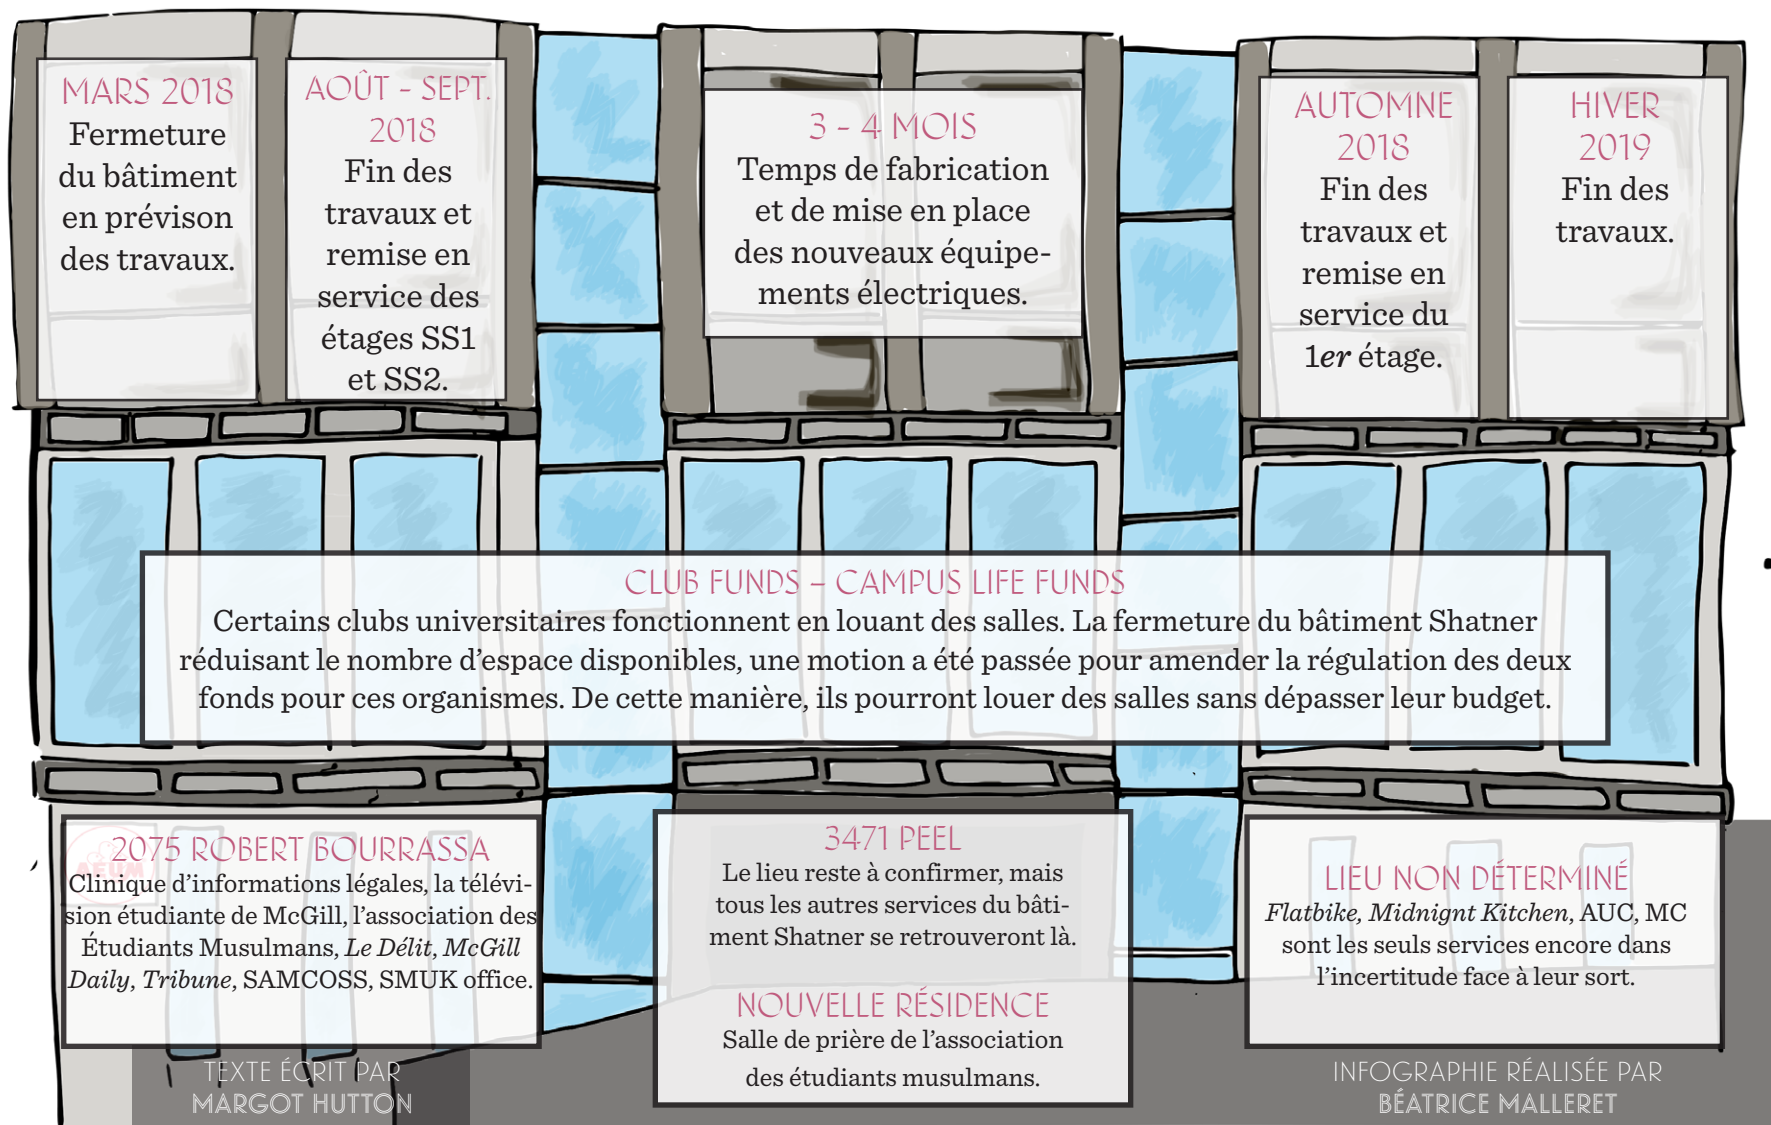 MARS 2018
Fermeture
du bâtiment
en prévison
des travaux.
AOÛT - SEPT.
2018
Fin des
travaux et
remise en
service des
étages SS1
et SS2.
3 - 4 MOIS
Temps de fabrication
et de mise en place
des nouveaux équipe-
ments électriques.
AUTOMNE
2018
Fin des
travaux et
remise en
service du
1er étage.
HIVER
2019
Fin des
travaux.
CLUB FUNDS – CAMPUS LIFE FUNDS
Certains clubs universitaires fonctionnent en louant des salles. La fermeture du bâtiment Shatner
réduisant le nombre d’espace disponibles, une motion a été passée pour amender la régulation des deux
fonds pour ces organismes. De cette manière, ils pourront louer des salles sans dépasser leur budget.
2075 ROBERT BOURRASSA
AÉUM
Clinique d’informations légales, la télévi-
sion étudiante de McGill, l’association des
Étudiants Musulmans, Le Délit, McGill
Daily, Tribune, SAMCOSS, SMUK office.
3471 PEEL
Le lieu reste à confirmer, mais
tous les autres services du bâti-
ment Shatner se retrouveront là.
NOUVELLE RÉSIDENCE
Salle de prière de l’association
des étudiants musulmans.
LIEU NON DÉTERMINÉ
Flatbike, Midnignt Kitchen, AUC, MC
sont les seuls services encore dans
l’incertitude face à leur sort.
TEXTE ÉCRIT PAR
MARGOT HUTTON
INFOGRAPHIE RÉALISÉE PAR
BÉATRICE MALLERET